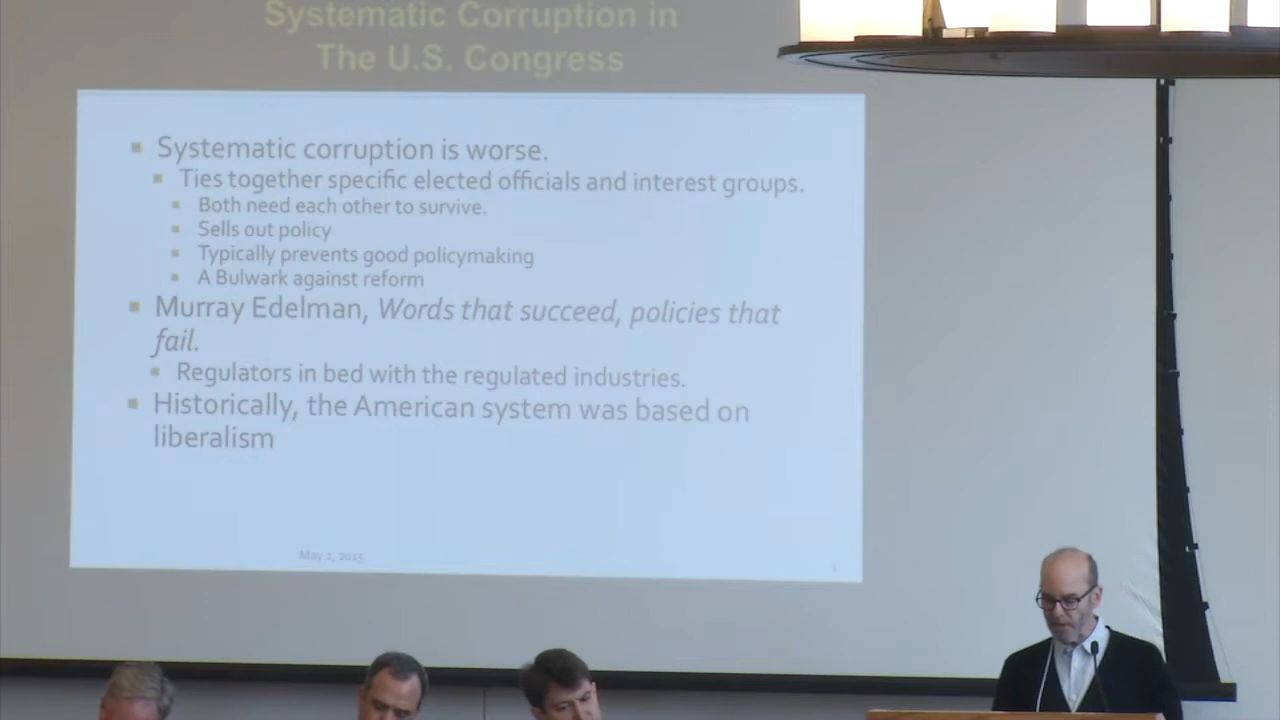 Systematic Corruption in
The U.S. Congress
▪ Systematic corruption is worse.
▪ Ties together specific elected officials and interest groups.
▪ Both need each other to survive.
▪ Sells out policy
▪ Typically prevents good policymaking
▪ A Bulwark against reform
▪ Murray Edelman, Words that succeed, policies that
fail.
▪ Regulators in bed with the regulated industries.
▪ Historically, the American system was based on
liberalism
May 2, 2015